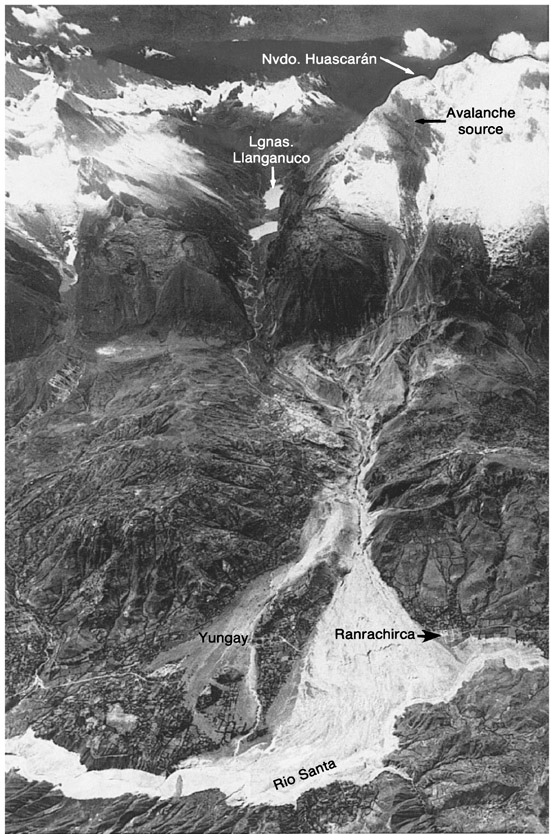 Nvdo. Huascarán
Avalanche
source
Lgnas.
Llanganuco
Yungay
Ranrachirca
Rio Santa